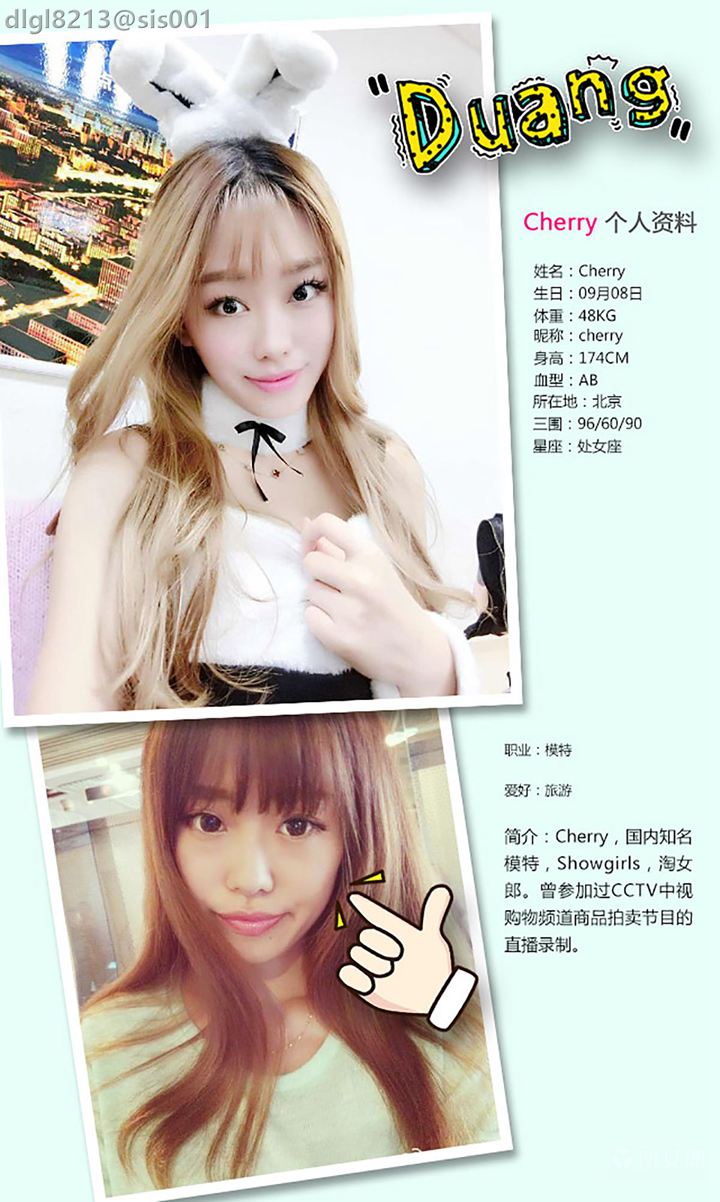 dlgl8213@sis001
"Duang"
Cherry 个人资料
姓名：Cherry
生日：09月08日
体重：48KG
昵称：cherry
身高：174CM
血型：AB
所在地：北京
三围：96/60/90
星座：处女座
职业：模特
爱好：旅游
简介：Cherry，国内知名
模特，Showgirls，淘女
郎。曾参加过CCTV中视
购物频道商品拍卖节目的
直播录制。